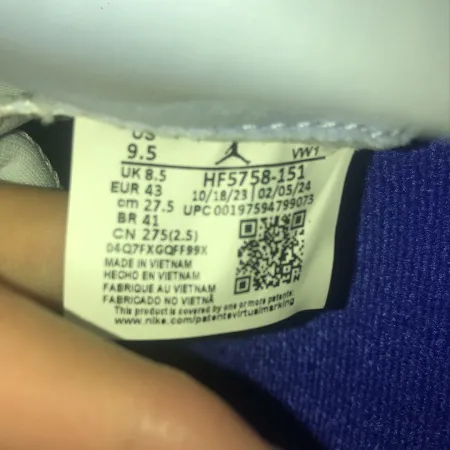 US
9.5
VW1
UK 8.5
HF5758-151
EUR 43
10/18/23 | 02/05/24
cm 27.5
UPC 00197594799073
BR 41
CN 275(2.5)
04Q7FXGQFF99X
MADE IN VIETNAM
HECHO EN VIETNAM
FABRIQUE AU VIETNAM
FABRICADO NO VIETNÃ
This product is covered by one or more patents:
www.nike.com/patentsvirtualmarking